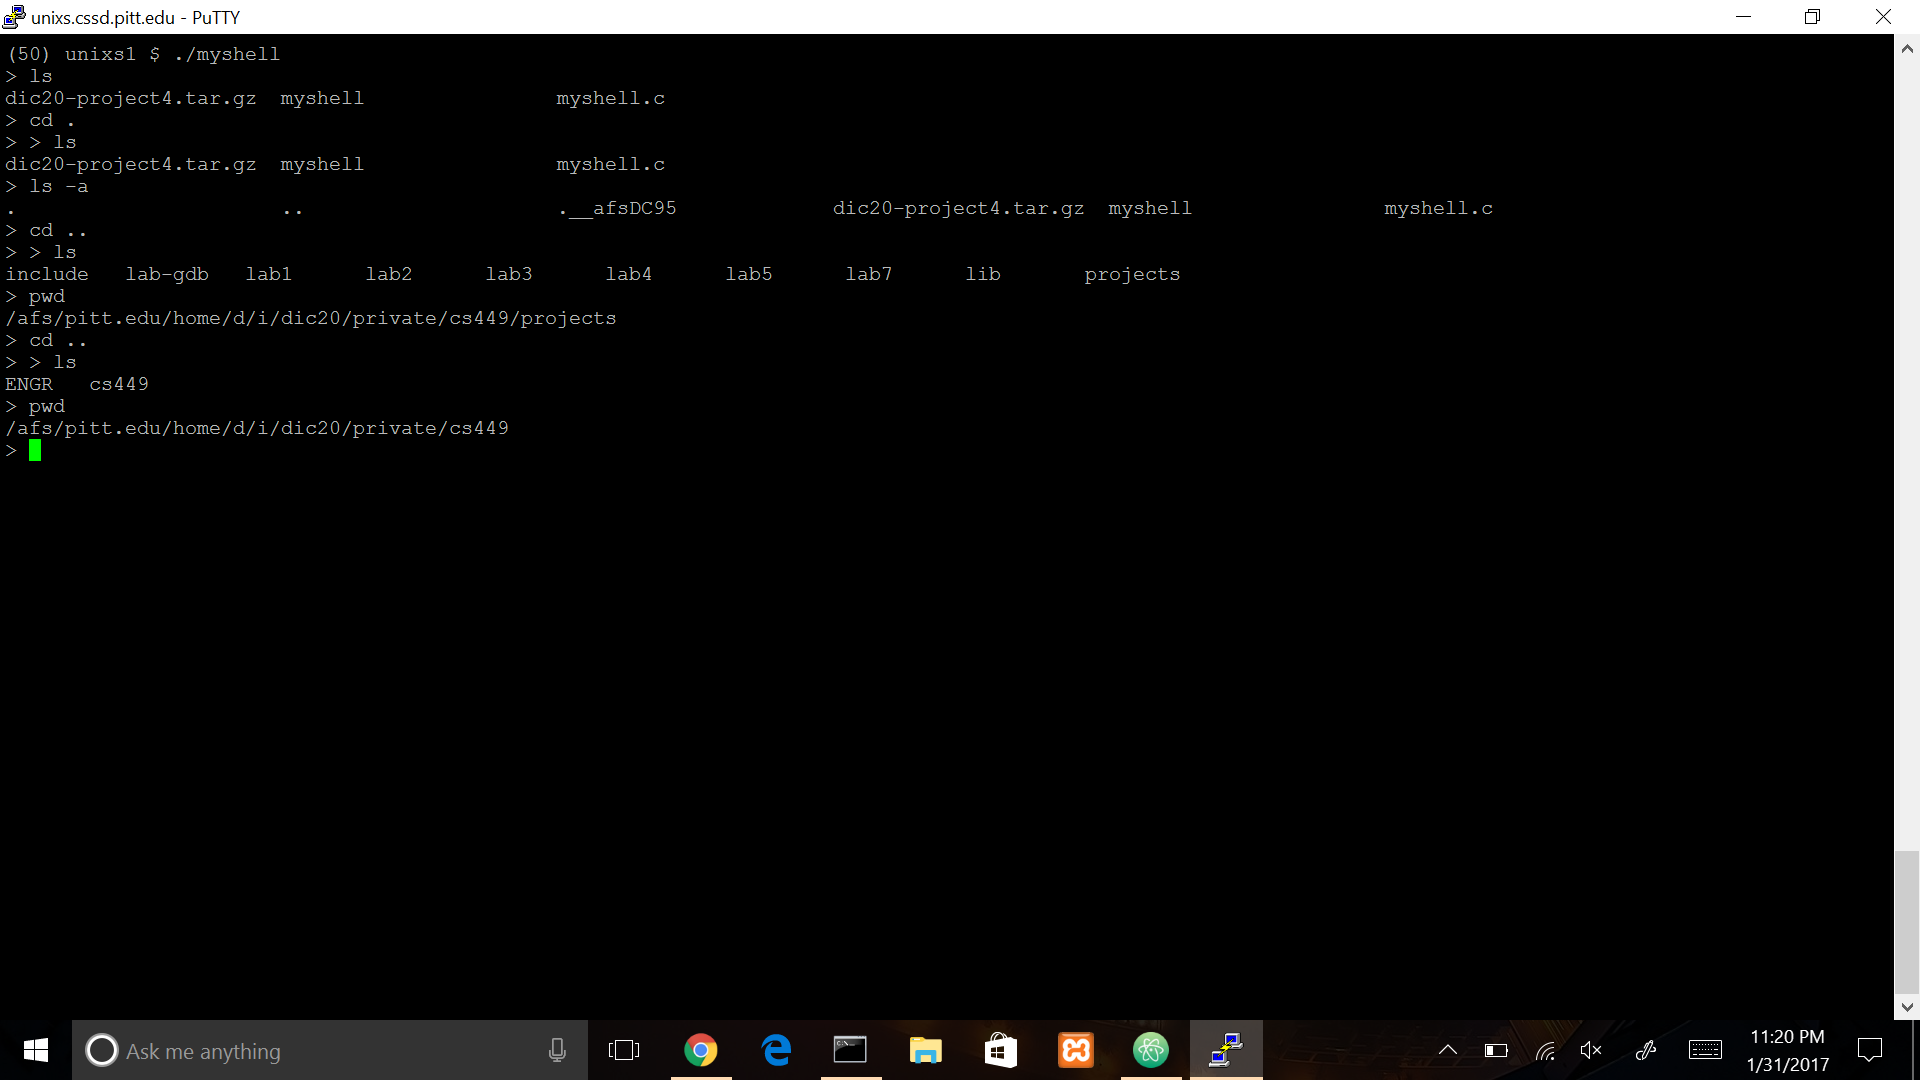 unixs.cssd.pitt.edu - PuTTY
(50) unixs1 $ ./myshell
> ls
dic20-project4.tar.gz  myshell                myshell.c
> cd .
> > ls
dic20-project4.tar.gz  myshell                myshell.c
> ls -a
.                      ..                     .__afsDC95             dic20-project4.tar.gz  myshell                myshell.c
> cd ..
> > ls
include   lab-gdb   lab1      lab2      lab3      lab4      lab5      lab7      lib       projects
> pwd
/afs/pitt.edu/home/d/i/dic20/private/cs449/projects
> cd ..
> > ls
ENGR   cs449
> pwd
/afs/pitt.edu/home/d/i/dic20/private/cs449
>
Ask me anything
11:20 PM
1/31/2017